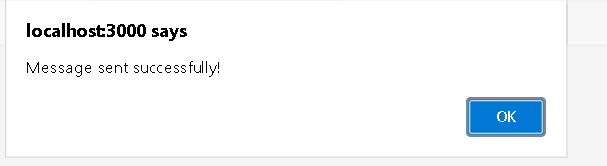 localhost:3000 says
Message sent successfully!
OK